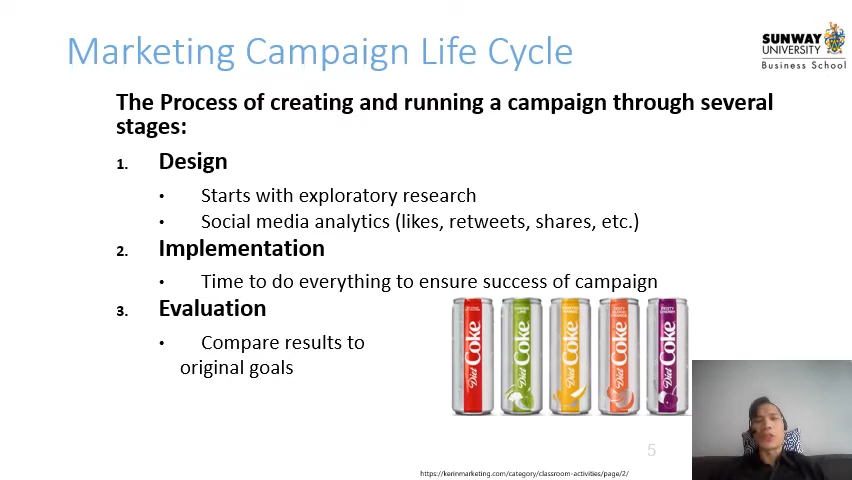 Marketing Campaign Life Cycle
SUNWAY
UNIVERSITY
Business School
The Process of creating and running a campaign through several
stages:
1. Design
• Starts with exploratory research
• Social media analytics (likes, retweets, shares, etc.)
2. Implementation
• Time to do everything to ensure success of campaign
3. Evaluation
• Compare results to
original goals
Diet Coke
Diet Coke
Diet Coke
Diet Coke
Diet Coke
5
https://kerinmarketing.com/category/classroom-activities/page/2/